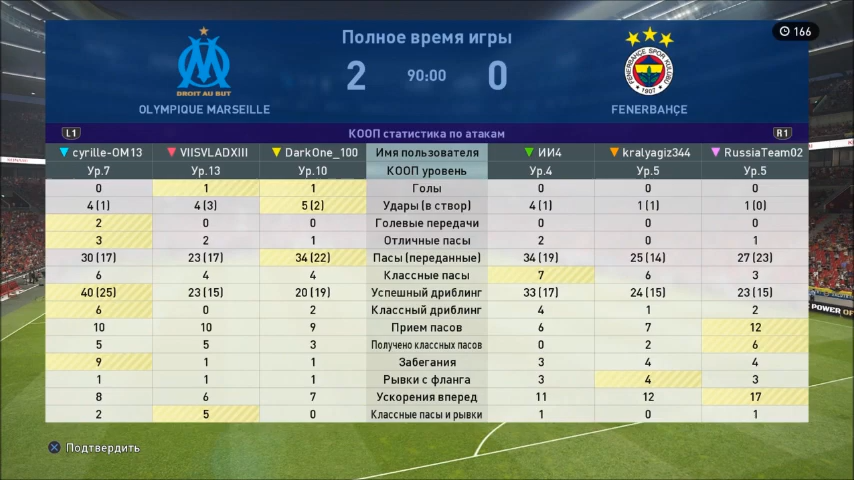 166
Полное время игры
2 90:00 0
DROIT AU BUT
FENERBAHÇE SPOR KULÜBÜ
1907
OLYMPIQUE MARSEILLE FENERBAHÇE
L1 КООП статистика по атакам R1
cyrille-OM13 VIISVLADXIII DarkOne_100 Имя пользователя ИИ4 kralyagiz344 RussiaTeam02
Ур.7 Ур.13 Ур.10 КООП уровень Ур.4 Ур.5 Ур.5
0 1 1 Голы 0 0 0
4 (1) 4 (3) 5 (2) Удары (в створ) 4 (1) 1 (1) 1 (0)
2 0 0 Голевые передачи 0 0 0
3 2 1 Отличные пасы 2 0 1
30 (17) 23 (17) 34 (22) Пасы (переданные) 34 (19) 25 (14) 27 (23)
6 4 4 Классные пасы 7 6 3
40 (25) 23 (15) 20 (19) Успешный дриблинг 33 (17) 24 (15) 23 (15)
6 0 2 Классный дриблинг 4 1 2
10 10 9 Прием пасов 6 7 12
5 5 3 Получено классных пасов 0 2 6
9 1 1 Забегания 3 4 4
1 1 1 Рывки с фланга 3 4 3
8 6 7 Ускорения вперед 11 12 17
2 5 0 Классные пасы и рывки 1 0 1
POWER OF
Подтвердить